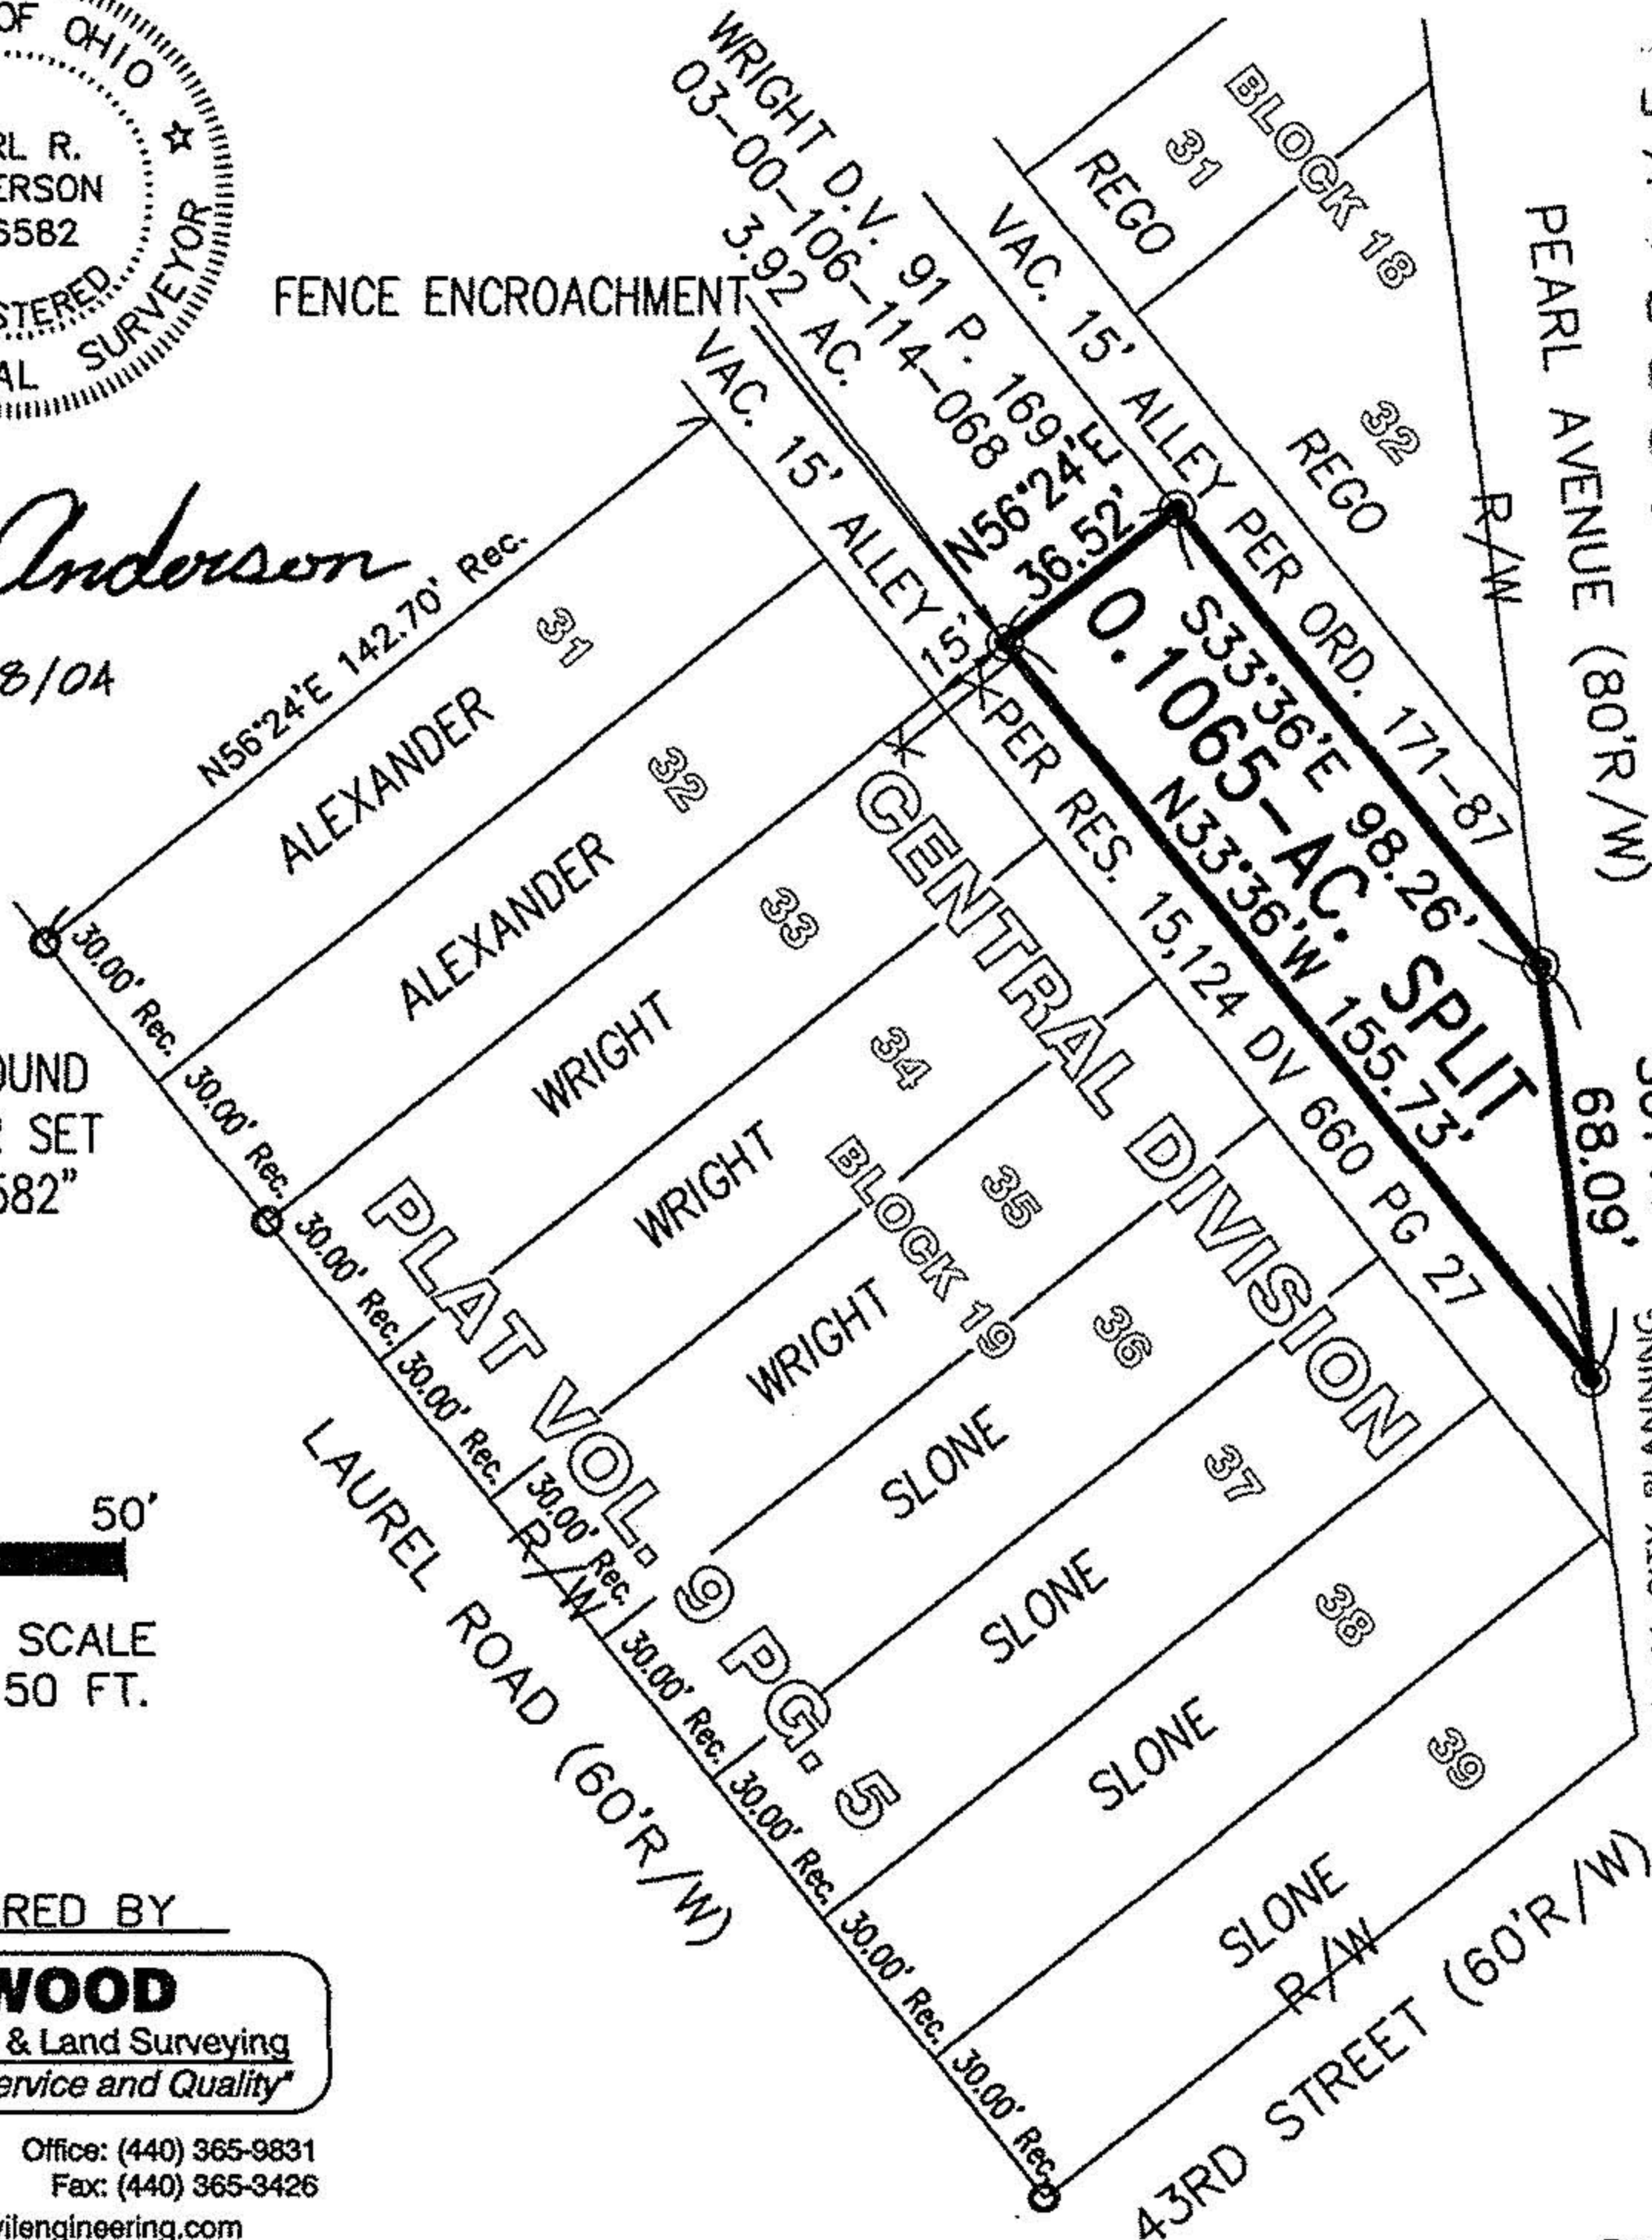 OF OHIO
RL R.
ERSON
6582
STERED
AL SURVEYOR
Anderson
8/04
FENCE ENCROACHMENT
WRIGHT D.V. 91 P. 169
03-00-106-114-068
3.92 AC.
VAC. 15' ALLEY PER ORD. 171-87
BLOCK 18
31
REGO
32
REGO
R/W
PEARL AVENUE (80'R/W)
N56°24'E
36.52'
S33°36'E 98.26'
0.1065-AC. SPLIT
N33°36'W 155.73'
68.09'
VAC. 15' ALLEY PER RES. 15,124 DV 660 PG 27
15'
N56°24'E 142.70' Rec.
31
ALEXANDER
32
ALEXANDER
33
WRIGHT
34
WRIGHT
35
WRIGHT
36
SLONE
37
SLONE
38
SLONE
39
SLONE
CENTRAL DIVISION
BLOCK 19
PLAT VOL. 9 PG. 5
30.00' Rec.
30.00' Rec.
30.00' Rec.
30.00' Rec.
30.00' Rec.
30.00' Rec.
30.00' Rec.
30.00' Rec.
30.00' Rec.
R/W
LAUREL ROAD (60'R/W)
R/W
43RD STREET (60'R/W)
OUND
SET
582"
50'
SCALE
50 FT.
RED BY
WOOD
& Land Surveying
ervice and Quality"
Office: (440) 365-9831
Fax: (440) 365-3426
vilengineering.com